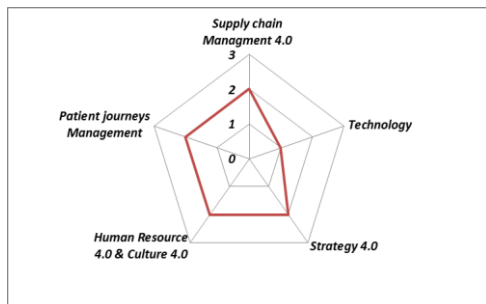 Supply chain
Managment 4.0
3
2
1
0
Patient journeys
Management
Technology
Human Resource
4.0 & Culture 4.0
Strategy 4.0